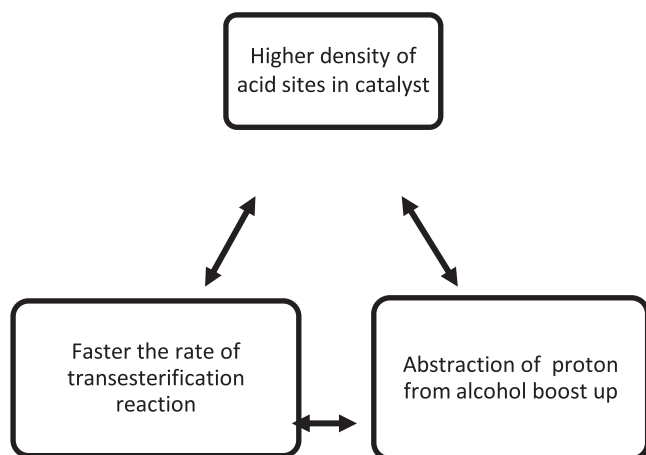 Higher density of
acid sites in catalyst
Faster the rate of
transesterification
reaction
Abstraction of proton
from alcohol boost up